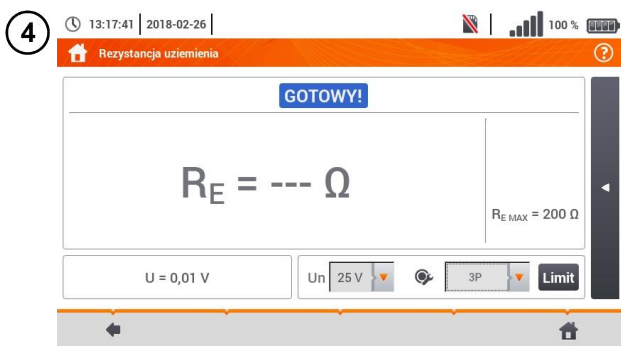 4
13:17:41 2018-02-26 100 %
Rezystancja uziemienia ?
GOTOWY!
RE = --- Ω
RE MAX = 200 Ω
U = 0,01 V
Un 25 V 3P Limit